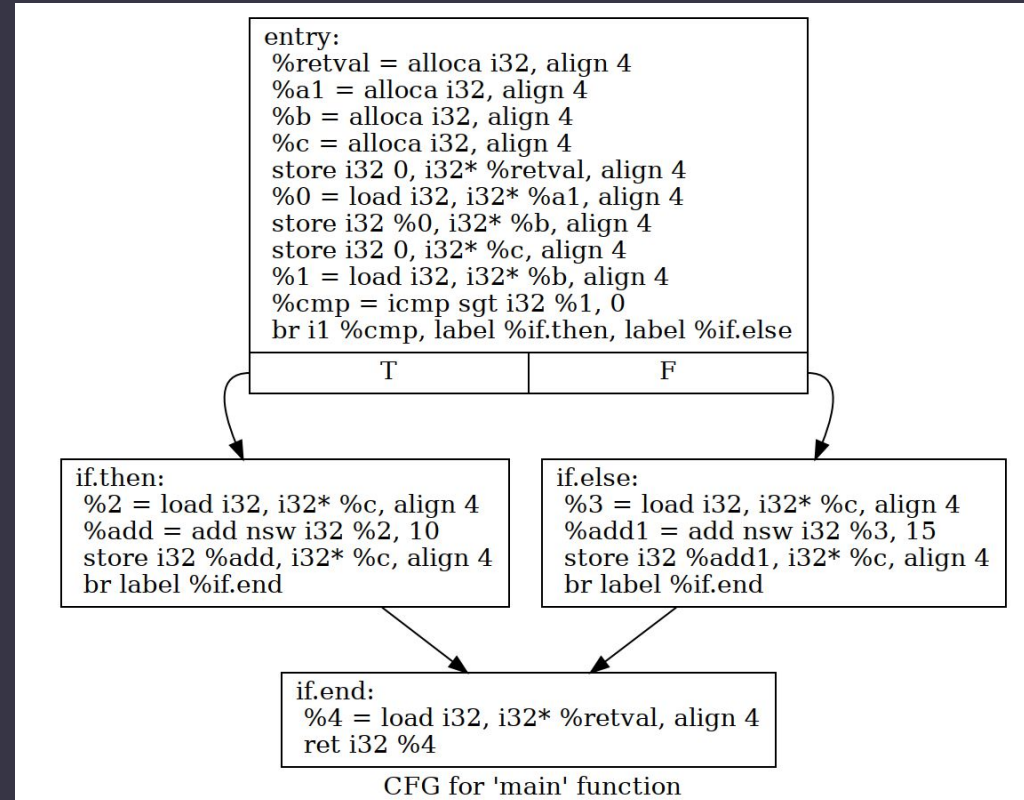 entry:
%retval = alloca i32, align 4
%a1 = alloca i32, align 4
%b = alloca i32, align 4
%c = alloca i32, align 4
store i32 0, i32* %retval, align 4
%0 = load i32, i32* %a1, align 4
store i32 %0, i32* %b, align 4
store i32 0, i32* %c, align 4
%1 = load i32, i32* %b, align 4
%cmp = icmp sgt i32 %1, 0
br i1 %cmp, label %if.then, label %if.else
T
F
if.then:
%2 = load i32, i32* %c, align 4
%add = add nsw i32 %2, 10
store i32 %add, i32* %c, align 4
br label %if.end
if.else:
%3 = load i32, i32* %c, align 4
%add1 = add nsw i32 %3, 15
store i32 %add1, i32* %c, align 4
br label %if.end
if.end:
%4 = load i32, i32* %retval, align 4
ret i32 %4
CFG for 'main' function